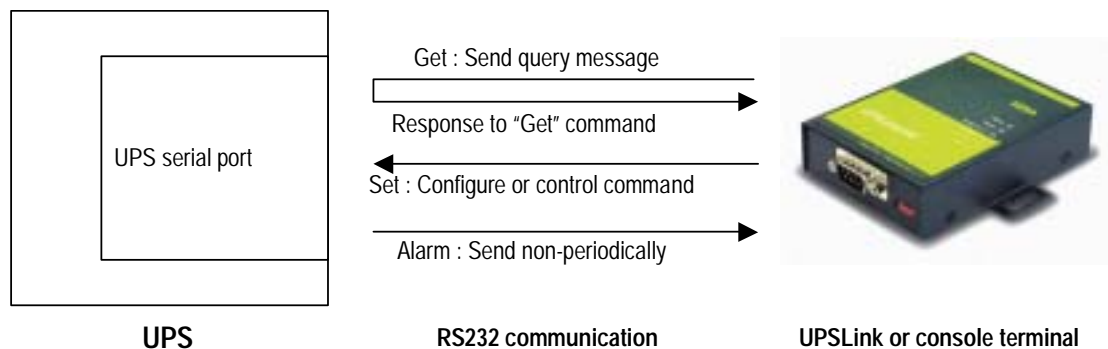 Get : Send query message
Response to “Get” command
UPS serial port
Set : Configure or control command
Alarm : Send non-periodically
UPS
RS232 communication
UPSLink or console terminal